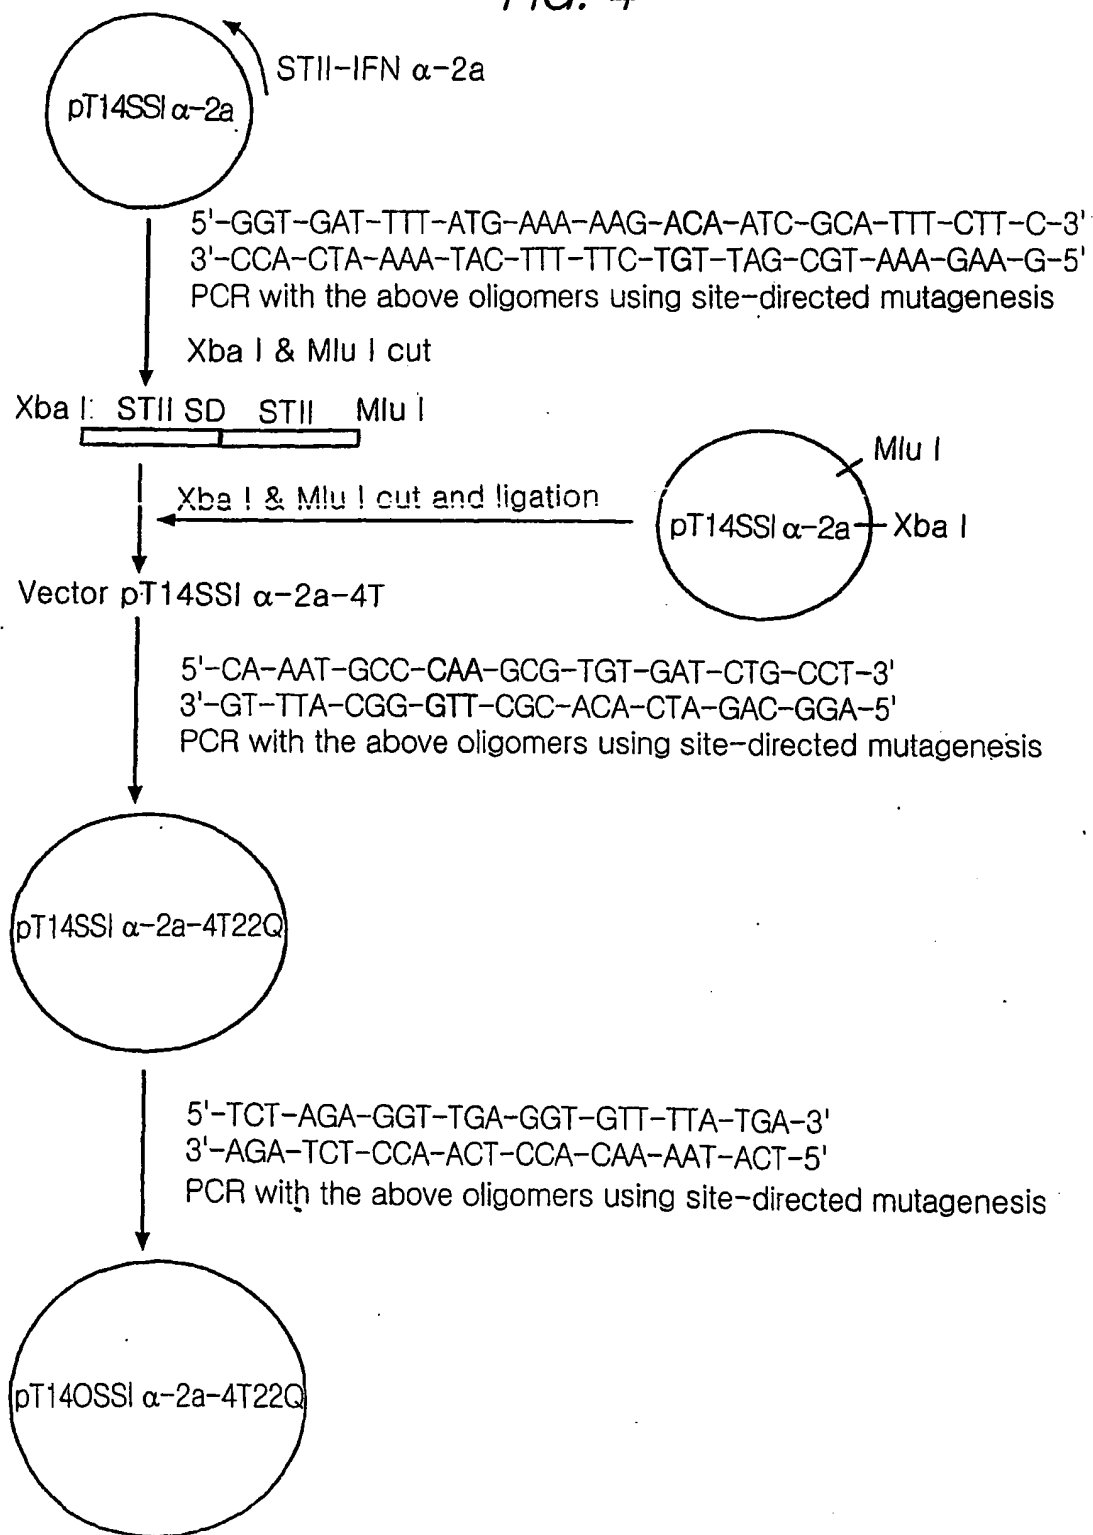 FIG. 4
STII-IFN α-2a
pT14SSI α-2a
5'-GGT-GAT-TTT-ATG-AAA-AAG-ACA-ATC-GCA-TTT-CTT-C-3'
3'-CCA-CTA-AAA-TAC-TTT-TTC-TGT-TAG-CGT-AAA-GAA-G-5'
PCR with the above oligomers using site-directed mutagenesis
Xba I & Mlu I cut
Xba I: STII SD STII Mlu I
Mlu I
Xba I & Mlu I cut and ligation
pT14SSI α-2a
Xba I
Vector pT14SSI α-2a-4T
5'-CA-AAT-GCC-CAA-GCG-TGT-GAT-CTG-CCT-3'
3'-GT-TTA-CGG-GTT-CGC-ACA-CTA-GAC-GGA-5'
PCR with the above oligomers using site-directed mutagenesis
pT14SSI α-2a-4T22Q
5'-TCT-AGA-GGT-TGA-GGT-GTT-TTA-TGA-3'
3'-AGA-TCT-CCA-ACT-CCA-CAA-AAT-ACT-5'
PCR with the above oligomers using site-directed mutagenesis
pT14OSSI α-2a-4T22Q